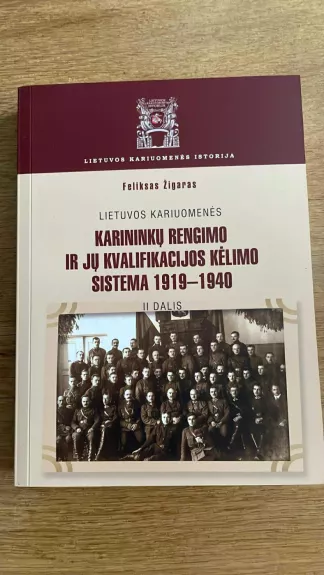 LIETUVOS KARIUOMENĖS ISTORIJA
Feliksas Žigaras
LIETUVOS KARIUOMENĖS
KARININKŲ RENGIMO
IR JŲ KVALIFIKACIJOS KĖLIMO
SISTEMA 1919–1940
II DALIS